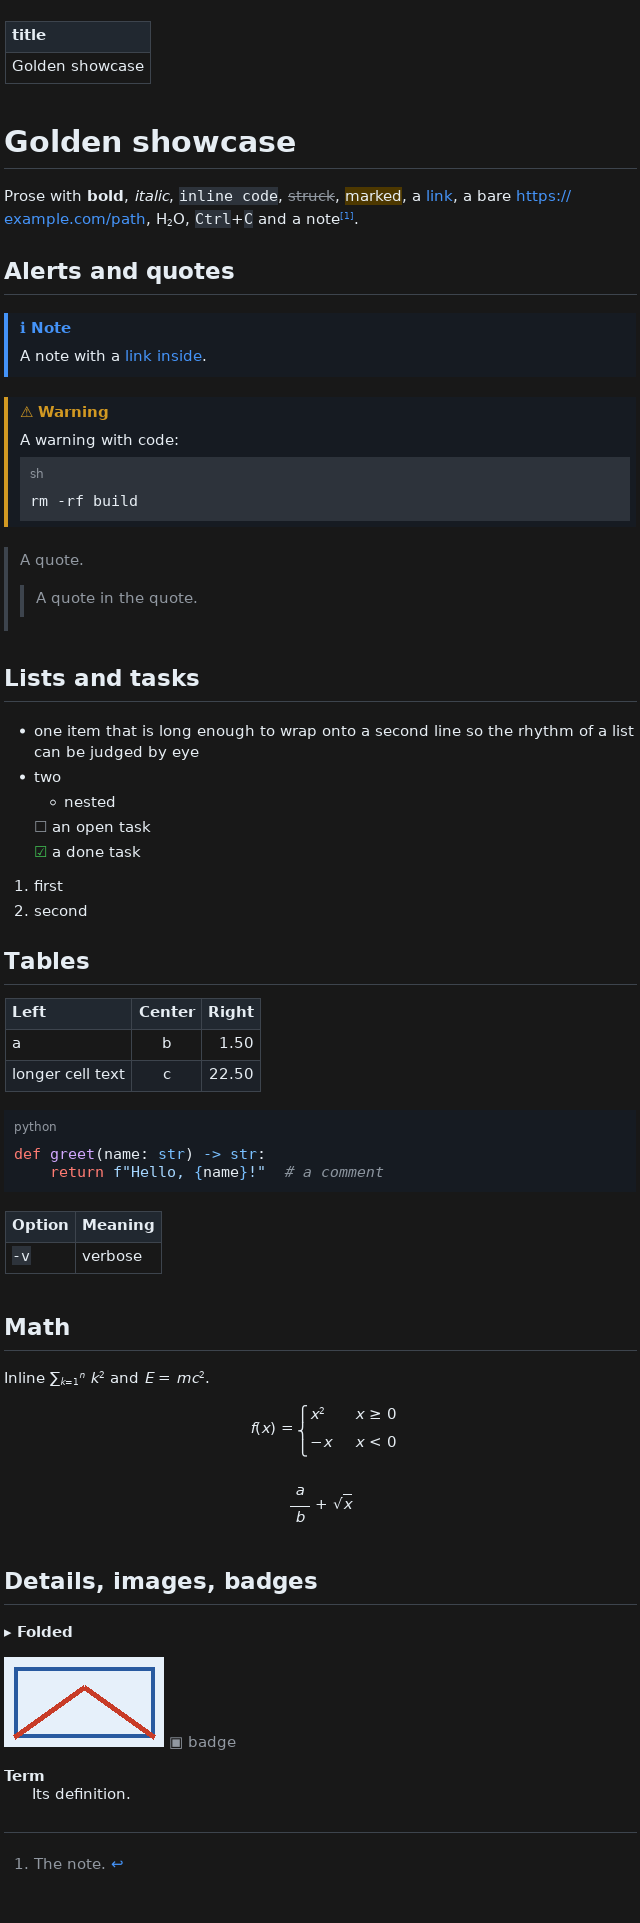 title
Golden showcase
Golden showcase
Prose with bold, italic, inline code, struck, marked, a link, a bare https://
example.com/path, H₂O, Ctrl+C and a note[1].
Alerts and quotes
ℹ Note
A note with a link inside.
⚠ Warning
A warning with code:
sh
rm -rf build
A quote.
A quote in the quote.
Lists and tasks
• one item that is long enough to wrap onto a second line so the rhythm of a list
can be judged by eye
• two
◦ nested
☐ an open task
☑ a done task
1. first
2. second
Tables
Left Center Right
a b 1.50
longer cell text c 22.50
python
def greet(name: str) -> str:
    return f"Hello, {name}!"  # a comment
Option Meaning
-v verbose
Math
Inline ∑ₖ₌₁ⁿ k² and E = mc².
f(x) = { x² x ≥ 0
−x x < 0
a
b + √x
Details, images, badges
▸ Folded
▣ badge
Term
Its definition.
1. The note. ↩